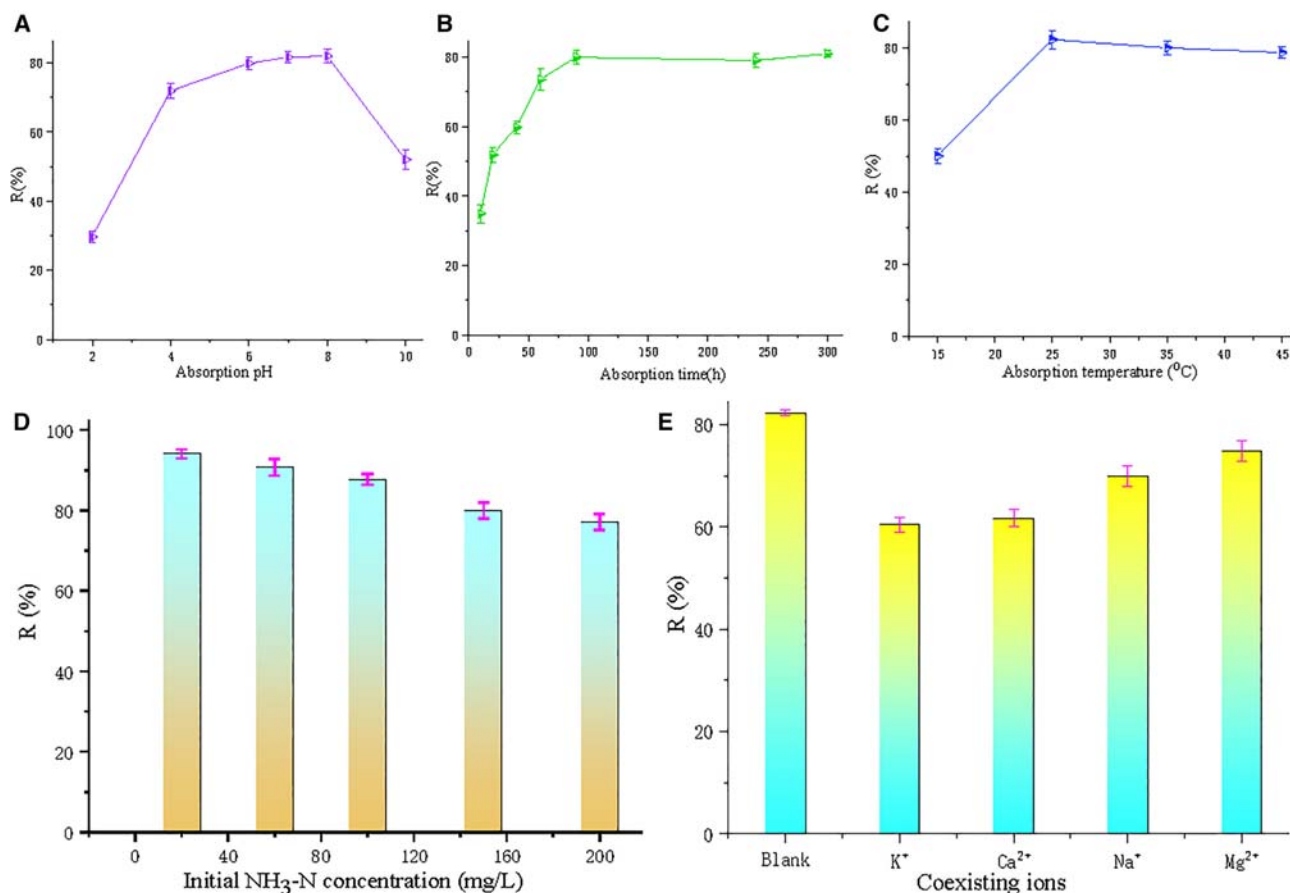 A
R(%)
80
60
40
20
0
2 4 6 8 10
Absorption pH
B
R(%)
80
60
40
20
0
0 50 100 150 200 250 300
Absorption time(h)
C
R (%)
80
60
40
20
0
15 20 25 30 35 40 45
Absorption temperature (°C)
D
R (%)
100
80
60
40
20
0
0 40 80 120 160 200
Initial NH₃-N concentration (mg/L)
E
R (%)
80
60
40
20
0
Blank K⁺ Ca²⁺ Na⁺ Mg²⁺
Coexisting ions